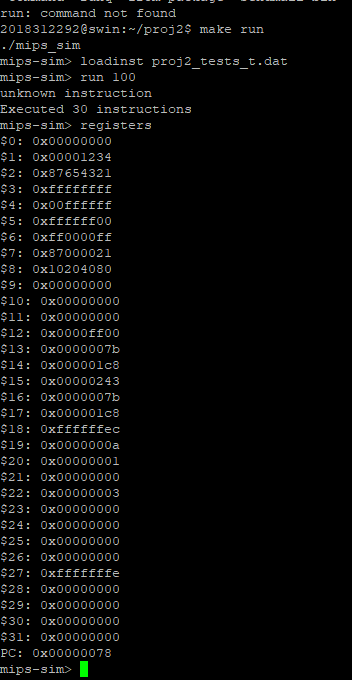 run: command not found
2018312292@swin:~/proj2$ make run
./mips_sim
mips-sim> loadinst proj2_tests_t.dat
mips-sim> run 100
unknown instruction
Executed 30 instructions
mips-sim> registers
$0: 0x00000000
$1: 0x00001234
$2: 0x87654321
$3: 0xffffffff
$4: 0x00ffffff
$5: 0xffffff00
$6: 0xff0000ff
$7: 0x87000021
$8: 0x10204080
$9: 0x00000000
$10: 0x00000000
$11: 0x00000000
$12: 0x0000ff00
$13: 0x0000007b
$14: 0x000001c8
$15: 0x00000243
$16: 0x0000007b
$17: 0x000001c8
$18: 0xffffffec
$19: 0x0000000a
$20: 0x00000001
$21: 0x00000000
$22: 0x00000003
$23: 0x00000000
$24: 0x00000000
$25: 0x00000000
$26: 0x00000000
$27: 0xfffffffe
$28: 0x00000000
$29: 0x00000000
$30: 0x00000000
$31: 0x00000000
PC: 0x00000078
mips-sim>